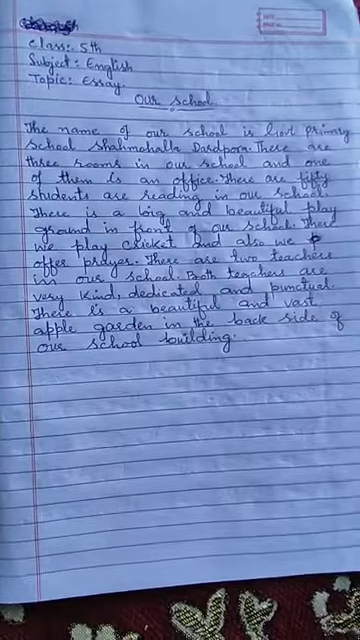 Class: 5th
Subject: English
Topic: Essay.
Our School
The name of our school is Govt primary
school Shalimohalla Dardpora. There are
three rooms in our school and one
of them is an office. There are fifty
students are reading in our school.
There is a big and beautiful play
ground in front of our school. There
we play cricket and also we
offer prayer. There are two teachers
in our school. Both teachers are
very kind, dedicated and punctual.
There is a beautiful and vast
apple garden in the back side of
our school building.